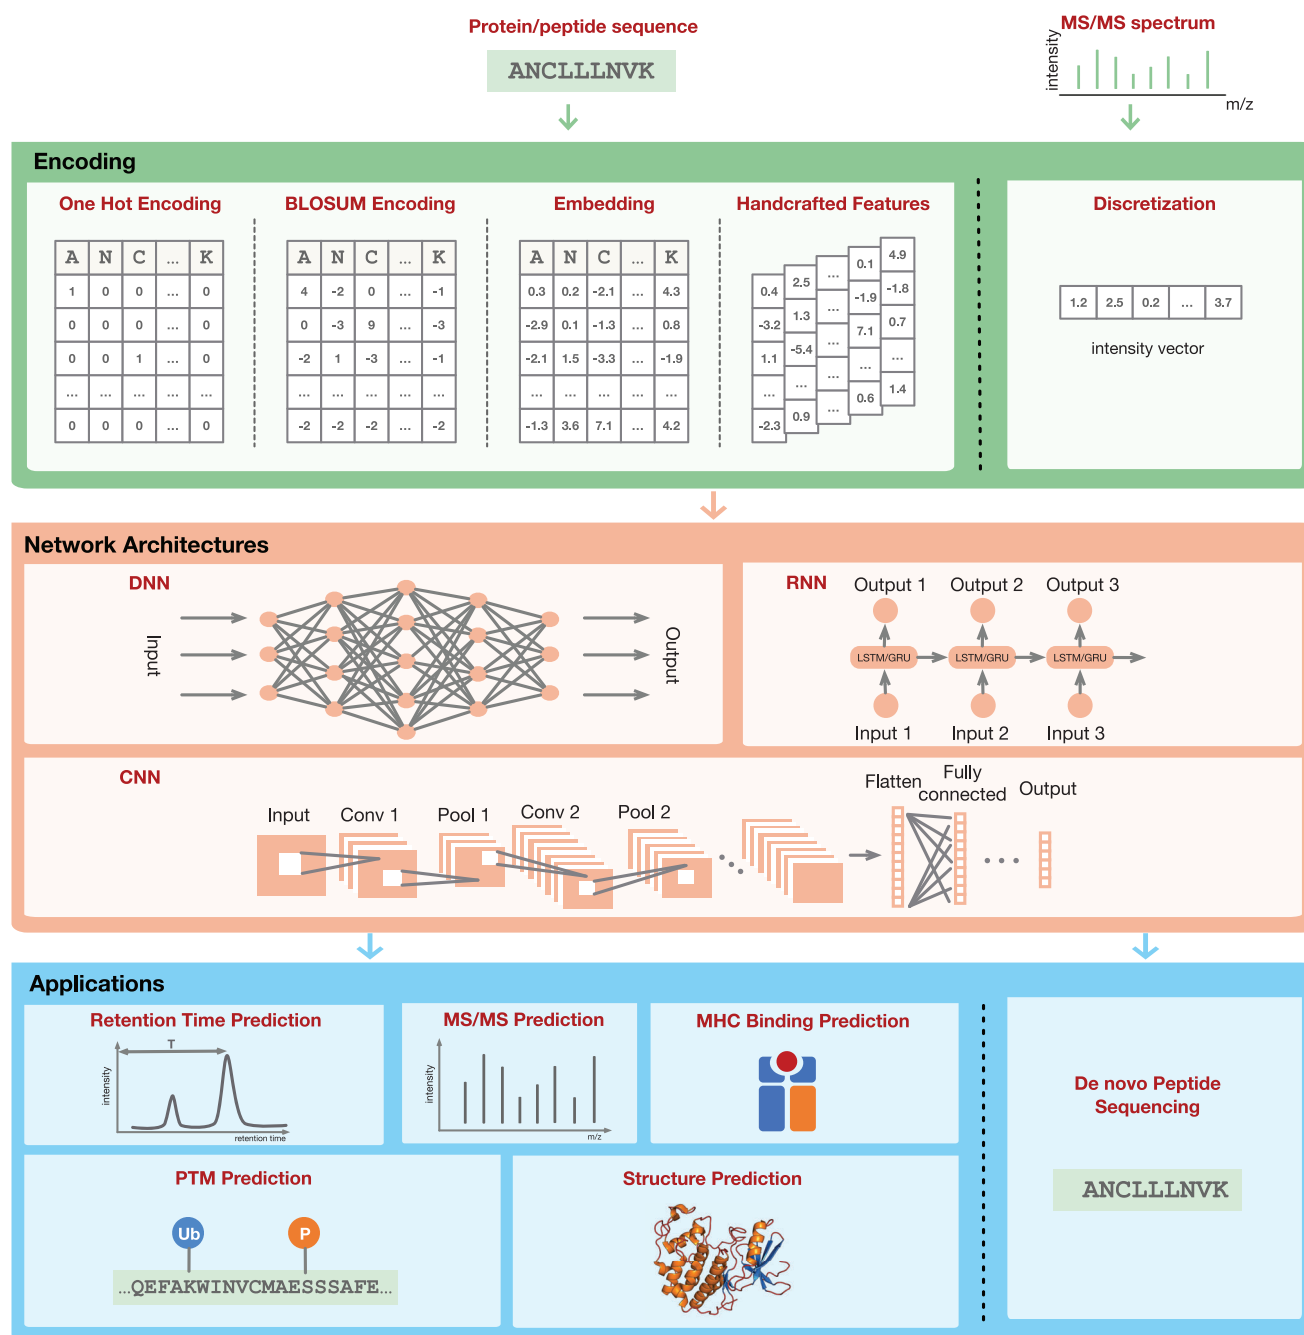 Protein/peptide sequence
ANCLLLNVK
MS/MS spectrum
intensity
m/z
Encoding
One Hot Encoding
A N C ... K
1 0 0 ... 0
0 0 0 ... 0
0 0 1 ... 0
... ... ... ... ...
0 0 0 ... 0
BLOSUM Encoding
A N C ... K
4 -2 0 ... -1
0 -3 9 ... -3
-2 1 -3 ... -1
... ... ... ... ...
-2 -2 -2 ... -2
Embedding
A N C ... K
0.3 0.2 -2.1 ... 4.3
-2.9 0.1 -1.3 ... 0.8
-2.1 1.5 -3.3 ... -1.9
... ... ... ... ...
-1.3 3.6 7.1 ... 4.2
Handcrafted Features
0.4 2.5 ... 0.1 4.9
-3.2 1.3 ... -1.9 -1.8
1.1 -5.4 ... 7.1 0.7
... ... ... ... ...
-2.3 0.9 ... 0.6 1.4
Discretization
1.2 2.5 0.2 ... 3.7
intensity vector
Network Architectures
DNN
Input
Output
RNN
Output 1 Output 2 Output 3
LSTM/GRU LSTM/GRU LSTM/GRU
Input 1 Input 2 Input 3
CNN
Input
Conv 1
Pool 1
Conv 2
Pool 2
Flatten
Fully
connected
Output
Applications
Retention Time Prediction
T
intensity
retention time
MS/MS Prediction
intensity
m/z
MHC Binding Prediction
PTM Prediction
Ub
P
...QEFAKWINVCMAESSSAFE...
Structure Prediction
De novo Peptide
Sequencing
ANCLLLNVK